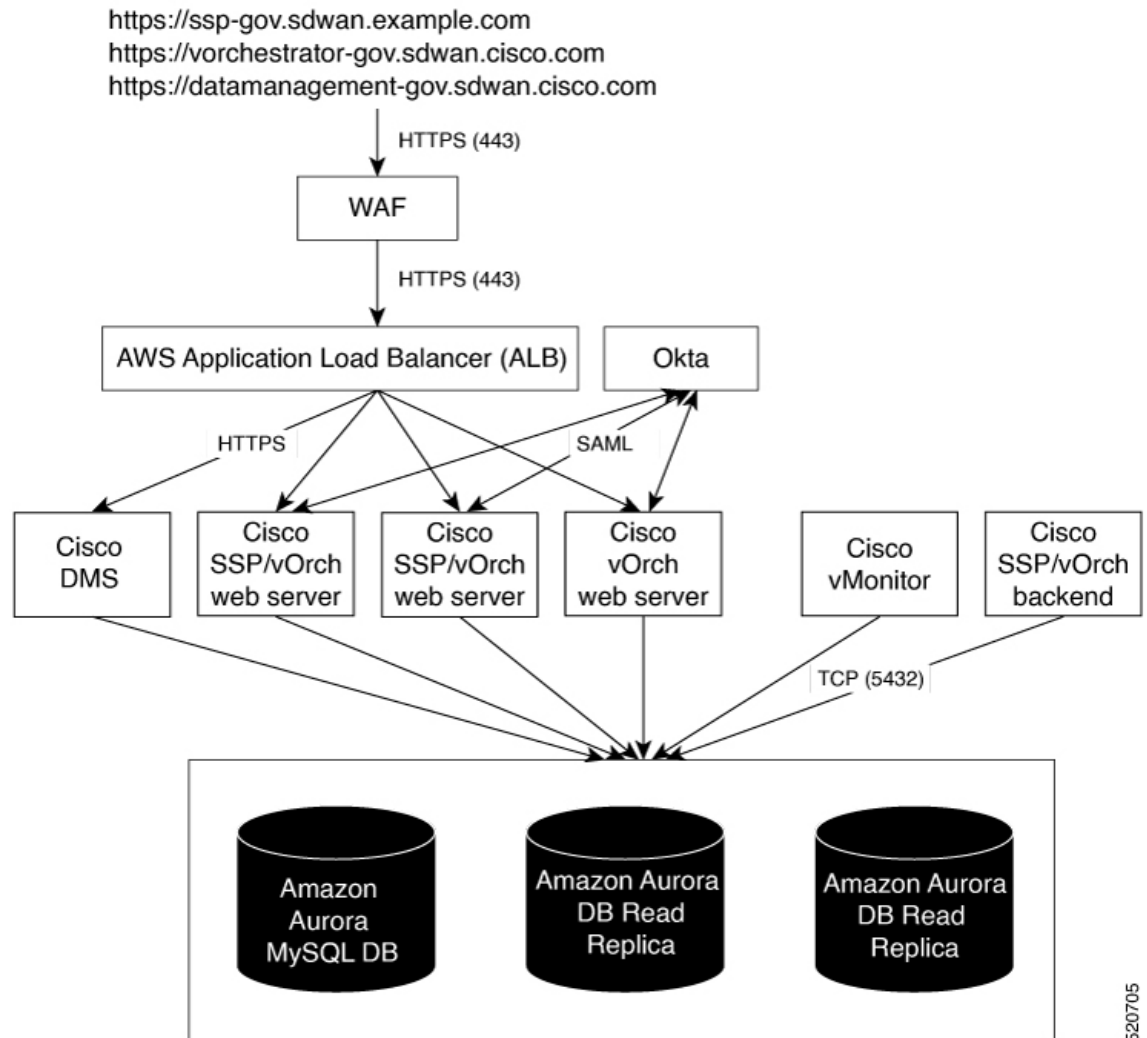 https://ssp-gov.sdwan.example.com
https://vorchestrator-gov.sdwan.cisco.com
https://datamanagement-gov.sdwan.cisco.com
HTTPS (443)
WAF
HTTPS (443)
AWS Application Load Balancer (ALB)
Okta
HTTPS
SAML
Cisco
DMS
Cisco
SSP/vOrch
web server
Cisco
SSP/vOrch
web server
Cisco
vOrch
web server
Cisco
vMonitor
Cisco
SSP/vOrch
backend
TCP (5432)
Amazon
Aurora
MySQL DB
Amazon Aurora
DB Read
Replica
Amazon Aurora
DB Read
Replica
520705